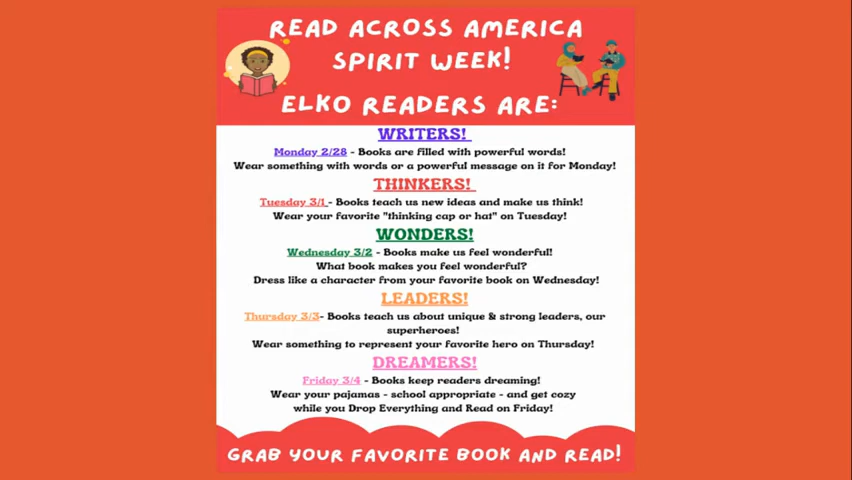 READ ACROSS AMERICA
SPIRIT WEEK!
ELKO READERS ARE:
WRITERS!
Monday 2/28 - Books are filled with powerful words!
Wear something with words or a powerful message on it for Monday!
THINKERS!
Tuesday 3/1 - Books teach us new ideas and make us think!
Wear your favorite "thinking cap or hat" on Tuesday!
WONDERS!
Wednesday 3/2 - Books make us feel wonderful!
What book makes you feel wonderful?
Dress like a character from your favorite book on Wednesday!
LEADERS!
Thursday 3/3- Books teach us about unique & strong leaders, our
superheroes!
Wear something to represent your favorite hero on Thursday!
DREAMERS!
Friday 3/4 - Books keep readers dreaming!
Wear your pajamas - school appropriate - and get cozy
while you Drop Everything and Read on Friday!
GRAB YOUR FAVORITE BOOK AND READ!